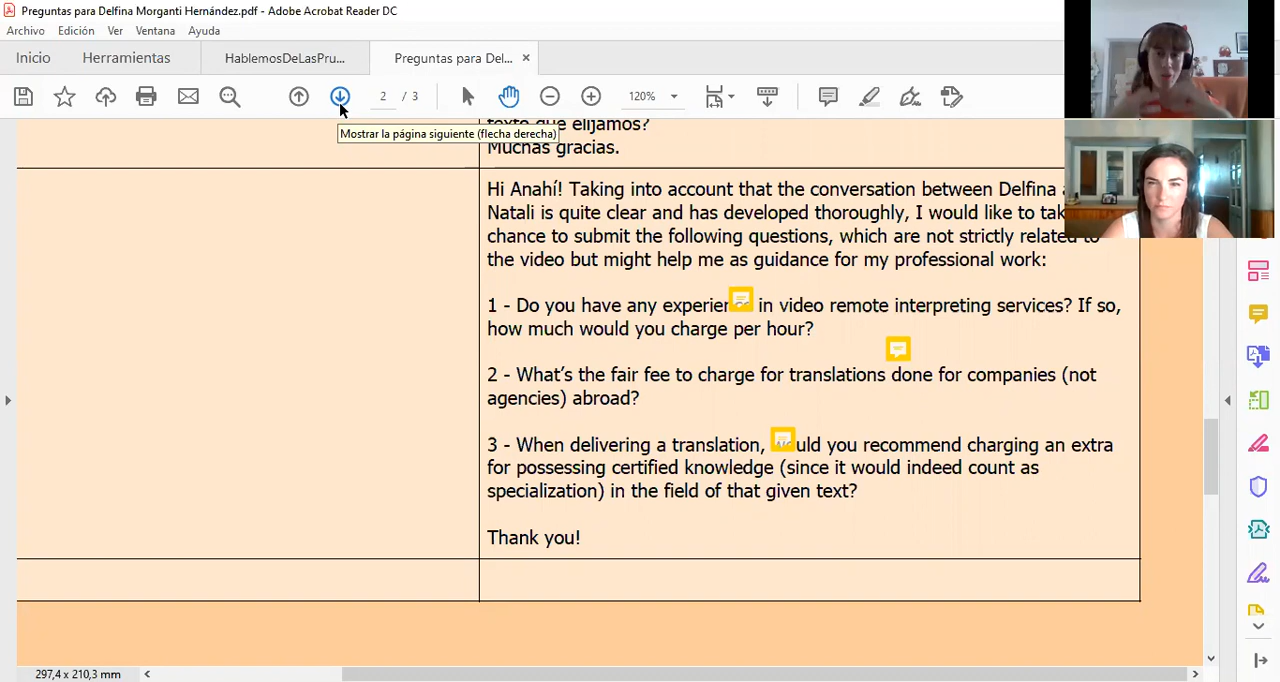 Preguntas para Delfina Morganti Hernández.pdf - Adobe Acrobat Reader DC
Archivo Edición Ver Ventana Ayuda
Inicio Herramientas HablemosDeLasPru... Preguntas para Del... ×
2 / 3 120%
Mostrar la página siguiente (flecha derecha)
texto que elijamos?
Muchas gracias.
Hi Anahí! Taking into account that the conversation between Delfina
Natali is quite clear and has developed thoroughly, I would like to
chance to submit the following questions, which are not strictly related to
the video but might help me as guidance for my professional work:
1 - Do you have any experience in video remote interpreting services? If so,
how much would you charge per hour?
2 - What's the fair fee to charge for translations done for companies (not
agencies) abroad?
3 - When delivering a translation, would you recommend charging an extra
for possessing certified knowledge (since it would indeed count as
specialization) in the field of that given text?
Thank you!
297,4 x 210,3 mm